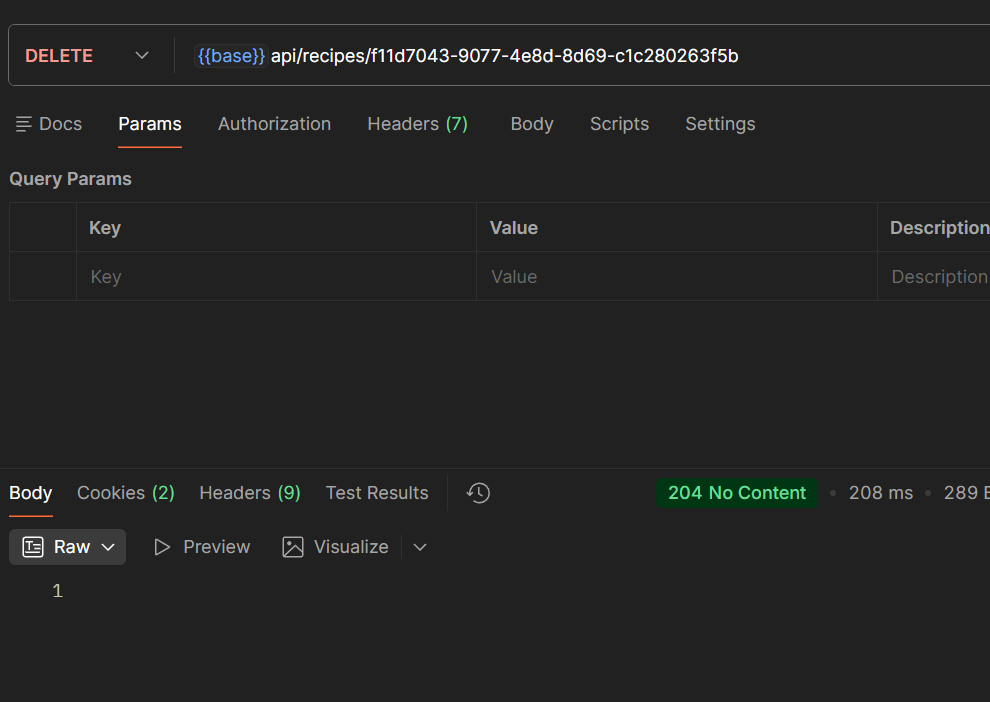 DELETE {{base}} api/recipes/f11d7043-9077-4e8d-8d69-c1c280263f5b
Docs Params Authorization Headers (7) Body Scripts Settings
Query Params
Key Value Description
Key Value Description
Body Cookies (2) Headers (9) Test Results 204 No Content • 208 ms • 289
Raw Preview Visualize
1